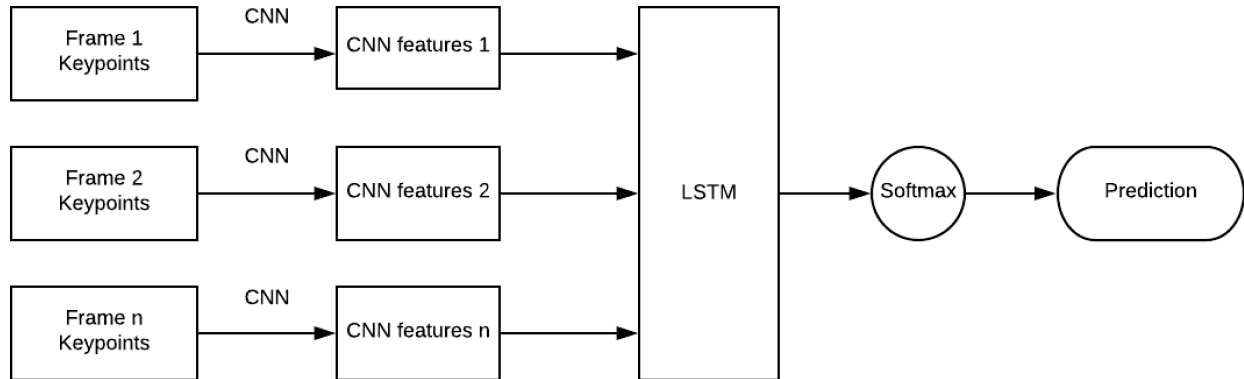 CNN
Frame 1
Keypoints
CNN features 1
CNN
Frame 2
Keypoints
CNN features 2
LSTM
Softmax
Prediction
CNN
Frame n
Keypoints
CNN features n